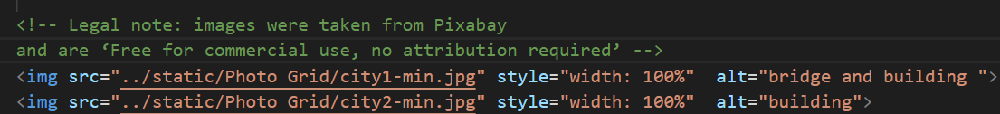 <!-- Legal note: images were taken from Pixabay
and are ‘Free for commercial use, no attribution required’ -->
<img src="../static/Photo Grid/city1-min.jpg" style="width: 100%"  alt="bridge and building ">
<img src="../static/Photo Grid/city2-min.jpg" style="width: 100%"  alt="building">